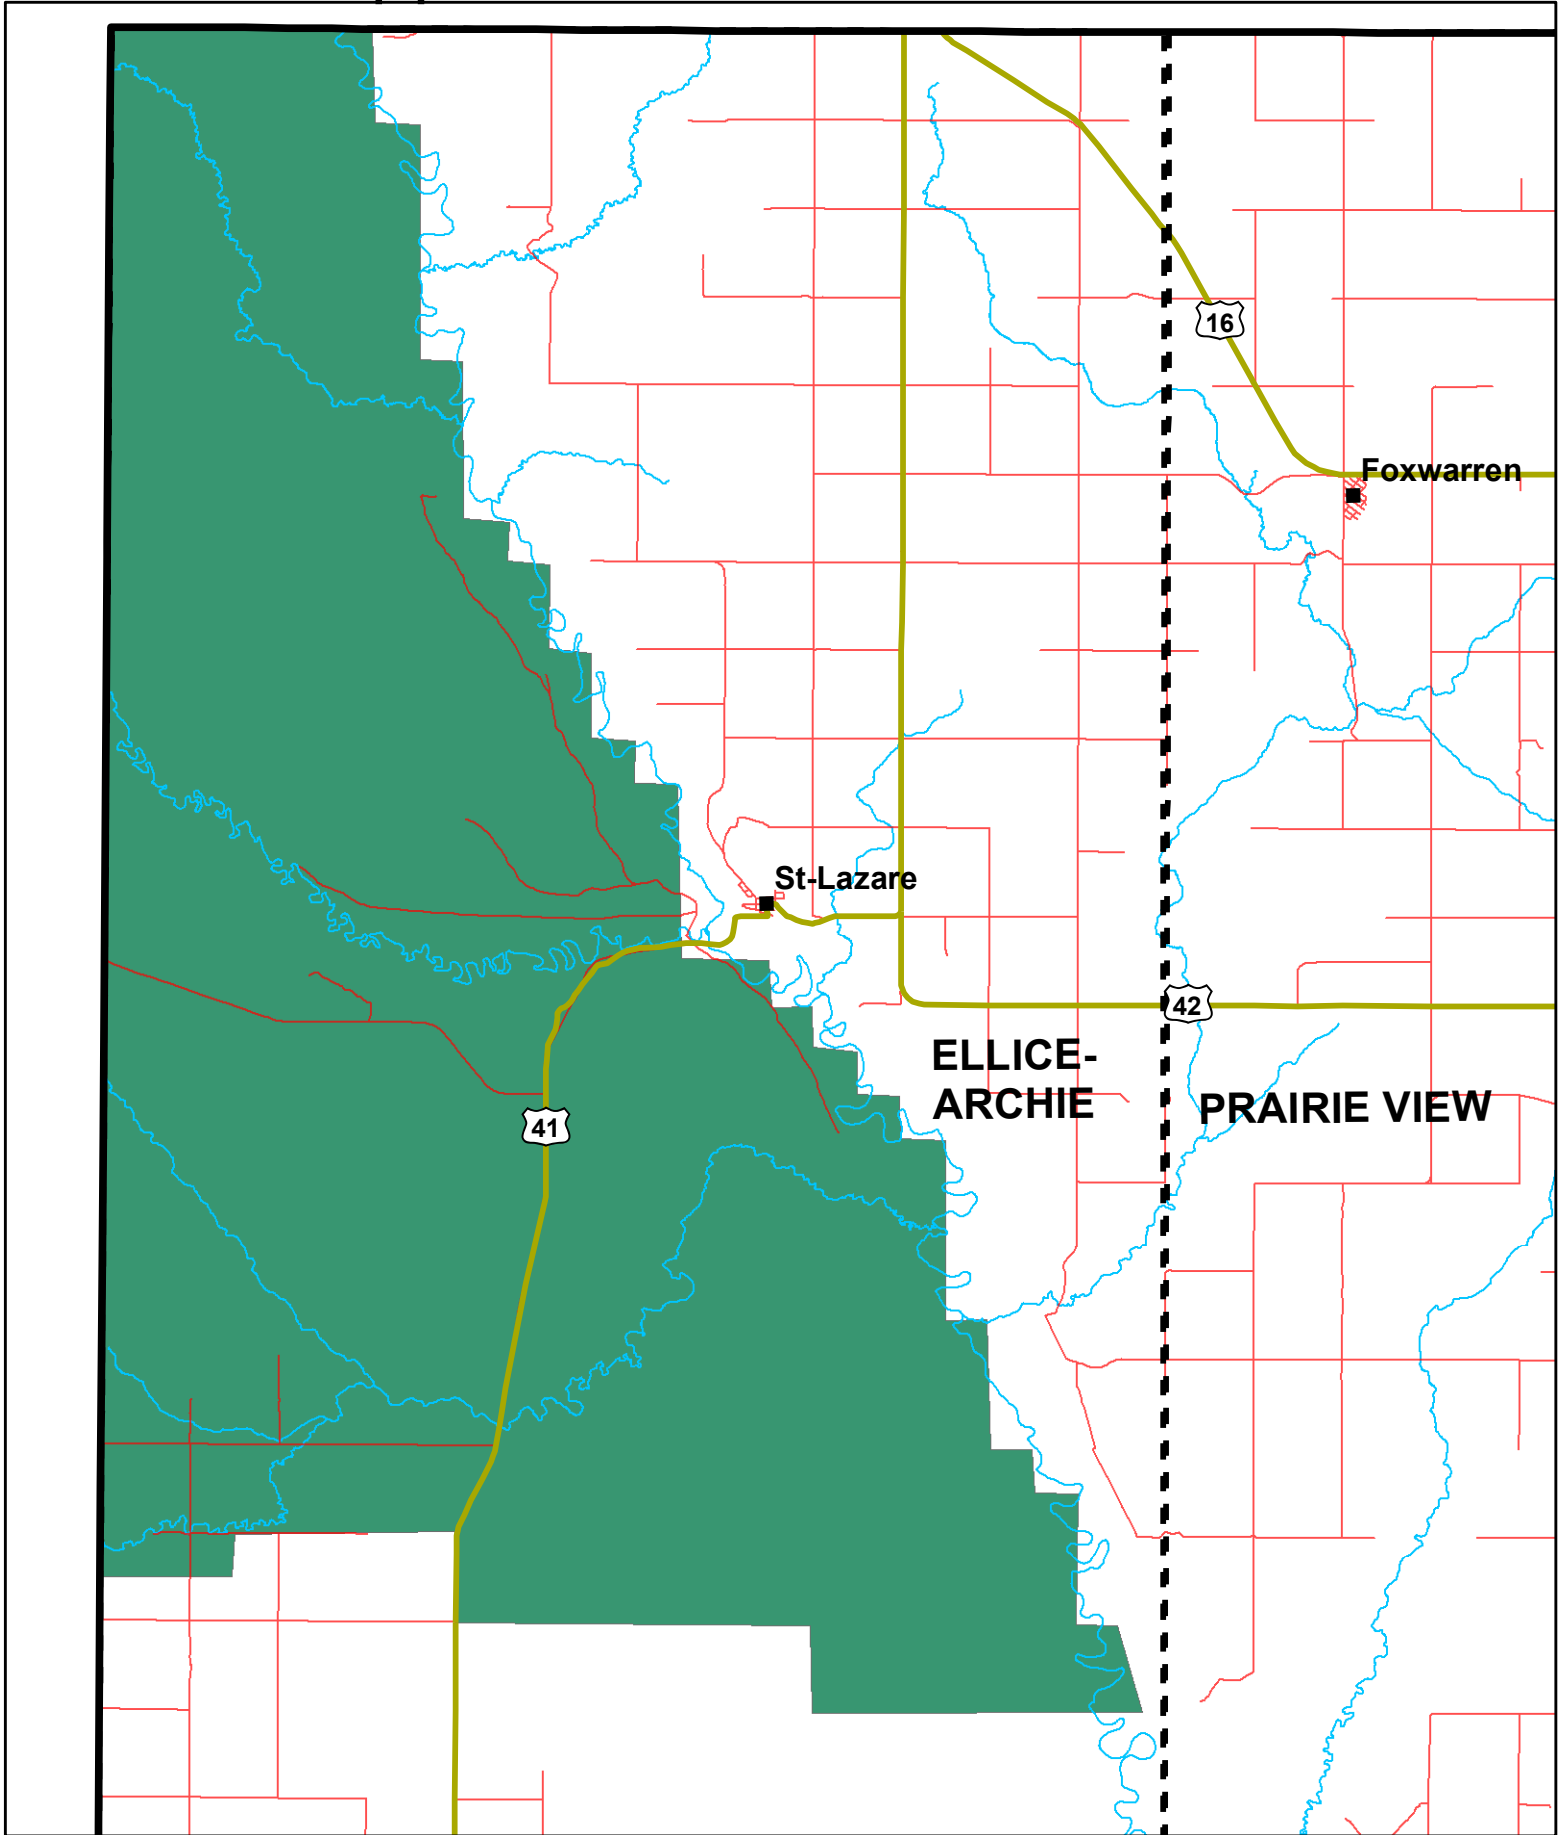 16
Foxwarren
St-Lazare
42
ELLICE-
ARCHIE
PRAIRIE VIEW
41